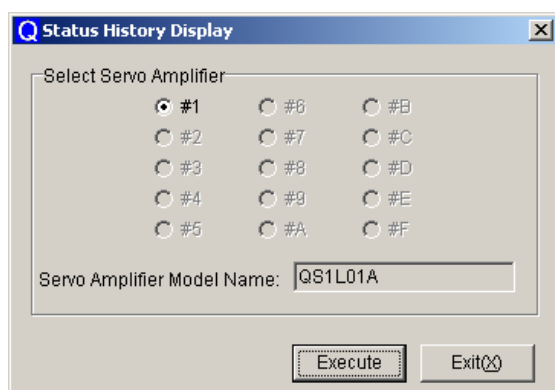 Q Status History Display
Select Servo Amplifier
#1 #6 #B
#2 #7 #C
#3 #8 #D
#4 #9 #E
#5 #A #F
Servo Amplifier Model Name: QS1L01A
Execute Exit(X)